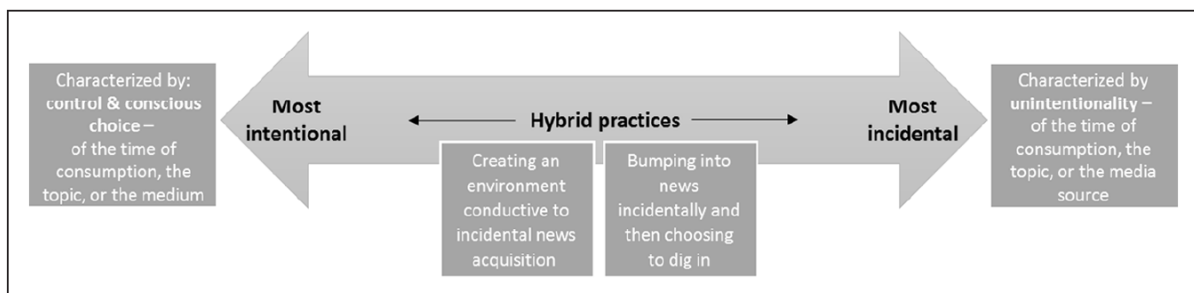 Characterized by:
control & conscious
choice –
of the time of
consumption, the
topic, or the medium
Most
intentional
Hybrid practices
Creating an
environment
conductive to
incidental news
acquisition
Bumping into
news
incidentally and
then choosing
to dig in
Most
incidental
Characterized by
unintentionality –
of the time of
consumption, the
topic, or the media
source